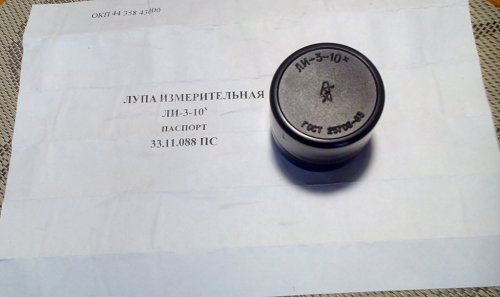 ОКП 44 358 43600
ЛУПА ИЗМЕРИТЕЛЬНАЯ
ЛИ-3-10ˣ
ПАСПОРТ
33.11.088 ПС
ЛИ-3-10ˣ
ГОСТ 25706-83